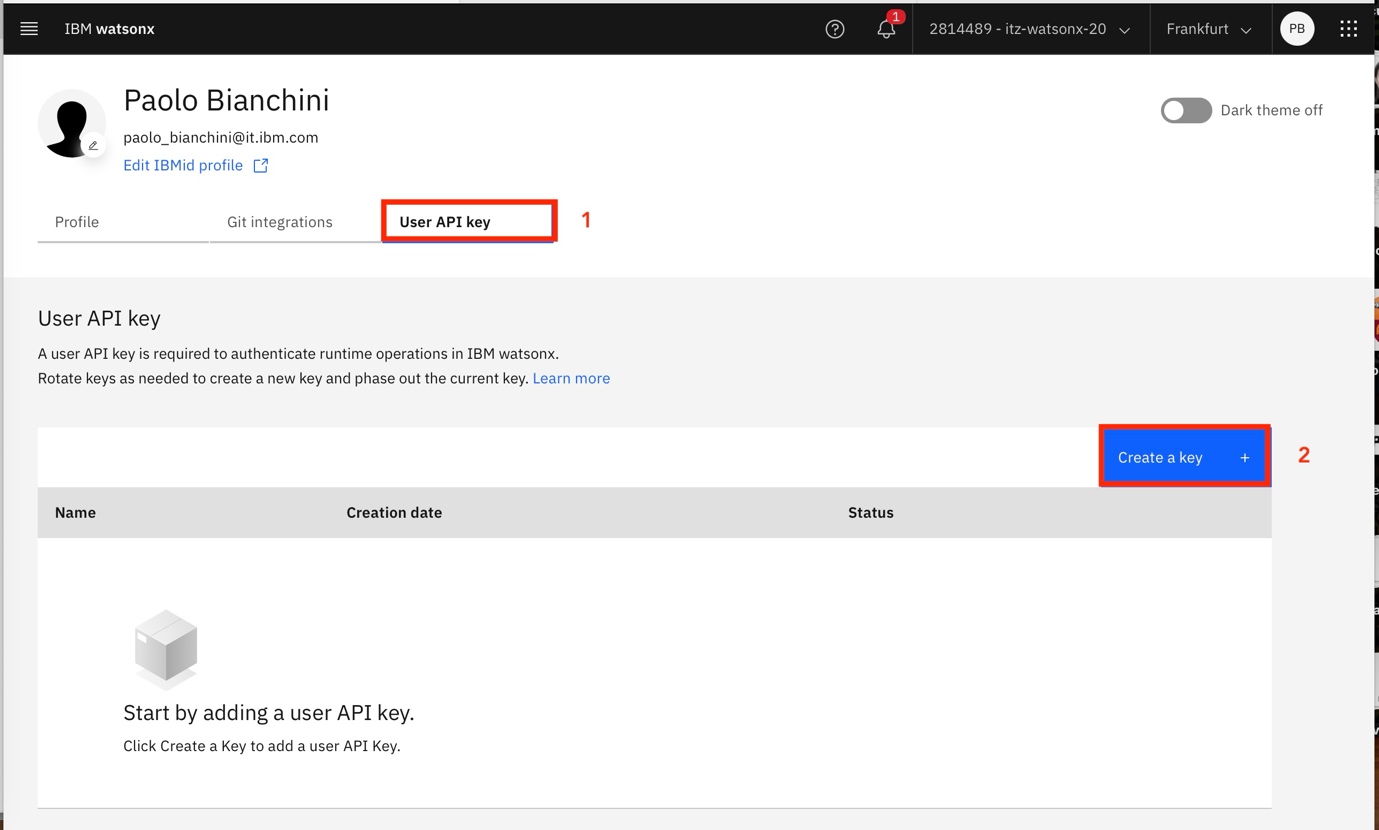 IBM watsonx
1
2814489 - itz-watsonx-20
Frankfurt
PB
Paolo Bianchini
paolo_bianchini@it.ibm.com
Edit IBMid profile
Dark theme off
Profile
Git integrations
User API key
1
User API key
A user API key is required to authenticate runtime operations in IBM watsonx.
Rotate keys as needed to create a new key and phase out the current key. Learn more
Create a key +
2
Name
Creation date
Status
Start by adding a user API key.
Click Create a Key to add a user API Key.